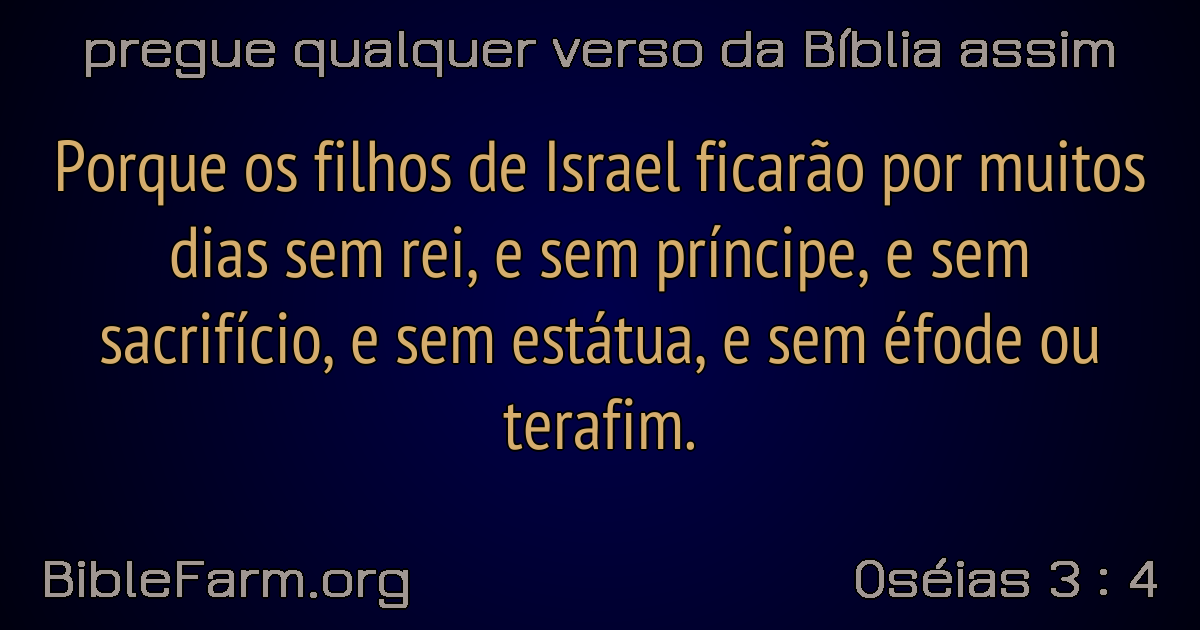 pregue qualquer verso da Bíblia assim
Porque os filhos de Israel ficarão por muitos
dias sem rei, e sem príncipe, e sem
sacrifício, e sem estátua, e sem éfode ou
terafim.
BibleFarm.org
Oséias 3 : 4